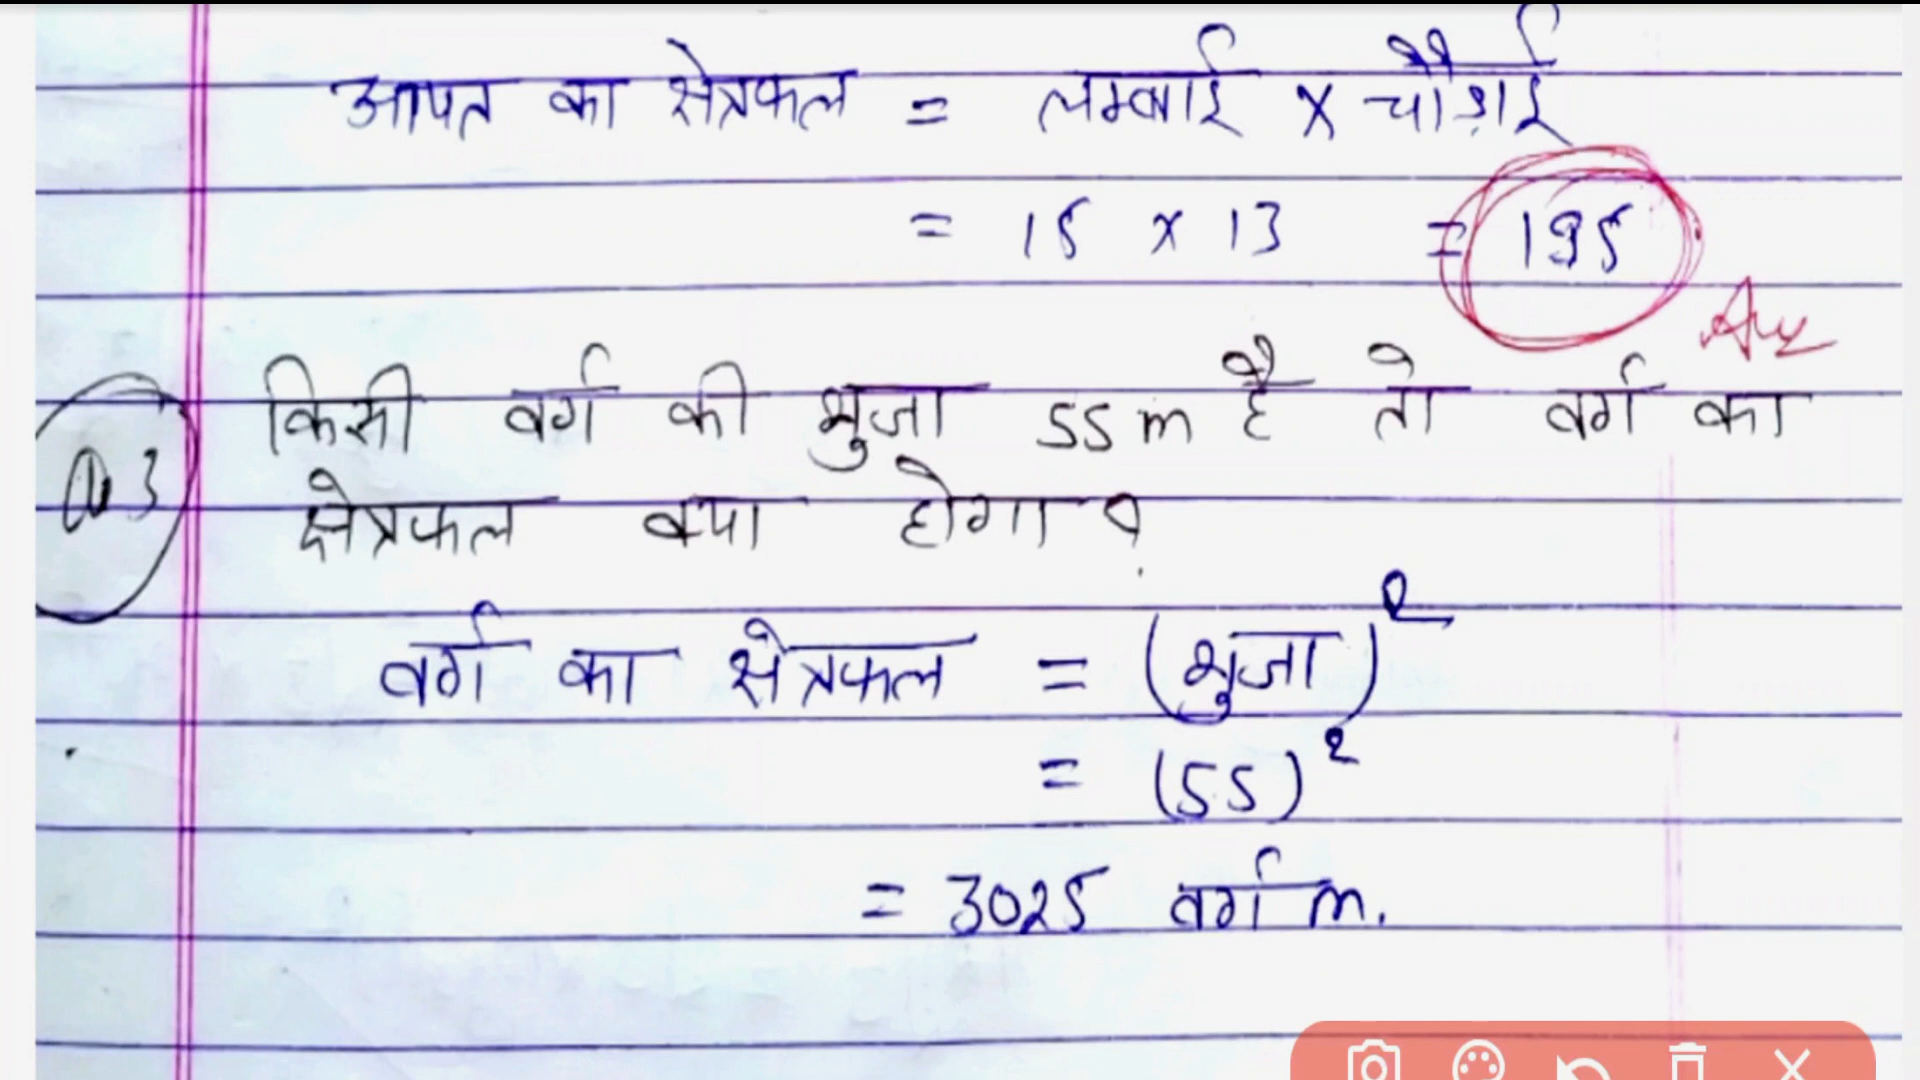 आयत का क्षेत्रफल = लम्बाई × चौड़ाई
= 15 × 13 = 195
Ans
Q.3 किसी वर्ग की भुजा 55 m है तो वर्ग का
क्षेत्रफल क्या होगा ?
वर्ग का क्षेत्रफल = (भुजा)²
= (55)²
= 3025 वर्ग m.